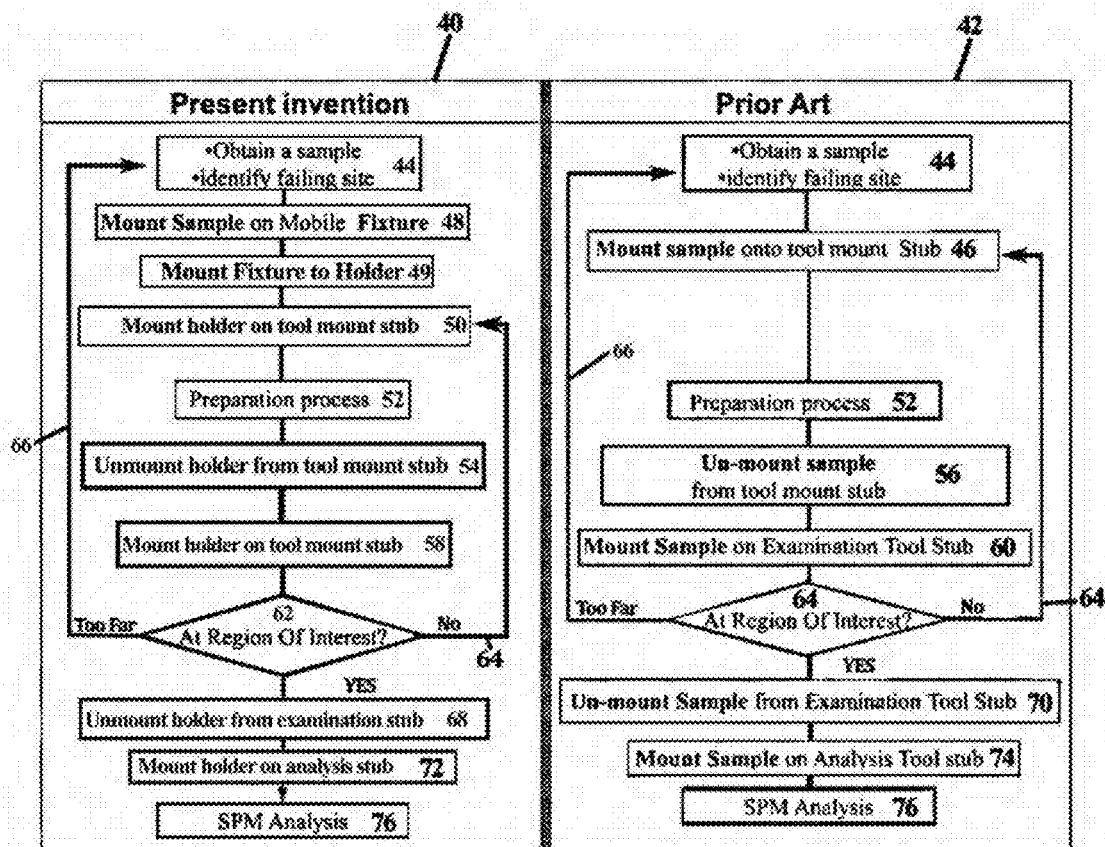 40
42
Present invention
•Obtain a sample
•identify failing site
44
Mount Sample on Mobile Fixture 48
Mount Fixture to Holder 49
Mount holder on tool mount stub 50
Preparation process 52
66
Unmount holder from tool mount stub 54
Mount holder on tool mount stub 58
62
Too Far
At Region Of Interest?
No
64
YES
Unmount holder from examination stub 68
Mount holder on analysis stub 72
SPM Analysis 76
Prior Art
•Obtain a sample
•identify failing site
44
Mount sample onto tool mount Stub 46
66
Preparation process 52
Un-mount sample
from tool mount stub
56
Mount Sample on Examination Tool Stub 60
64
Too Far
At Region Of Interest?
No
64
YES
Un-mount Sample from Examination Tool Stub 70
Mount Sample on Analysis Tool stub 74
SPM Analysis 76